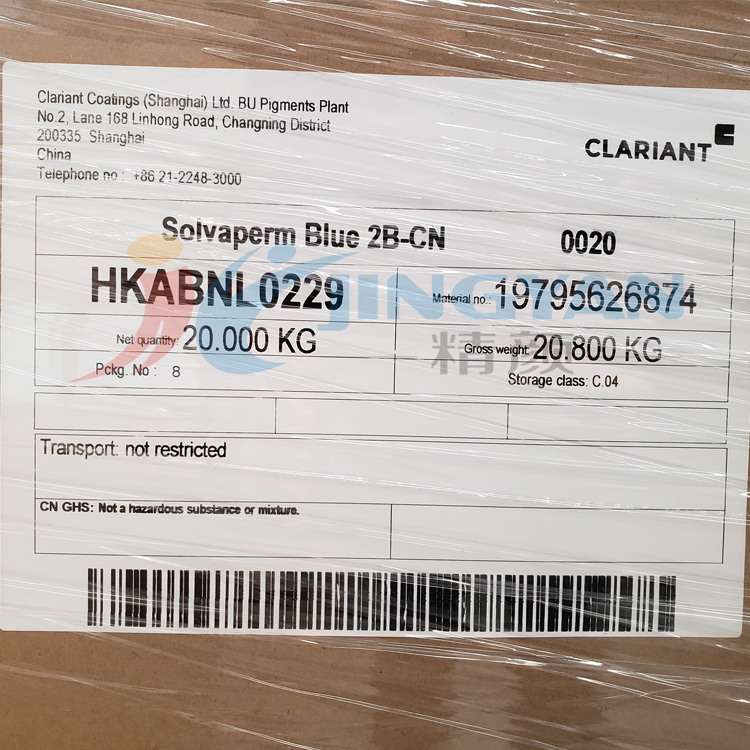 Clariant Coatings (Shanghai) Ltd. BU Pigments Plant
No.2, Lane 168 Linhong Road, Changning District
200335 Shanghai
China
Telephone no : +86 21-2248-3000
CLARIANT
Solvaperm Blue 2B-CN 0020
HKABNL0229 Material no.: 19795626874
Net quantity: 20.000 KG Gross weight: 20.800 KG
Pckg. No : 8 Storage class: C.04
JINGYAN
精颜
Transport: not restricted
CN GHS: Not a hazardous substance or mixture.